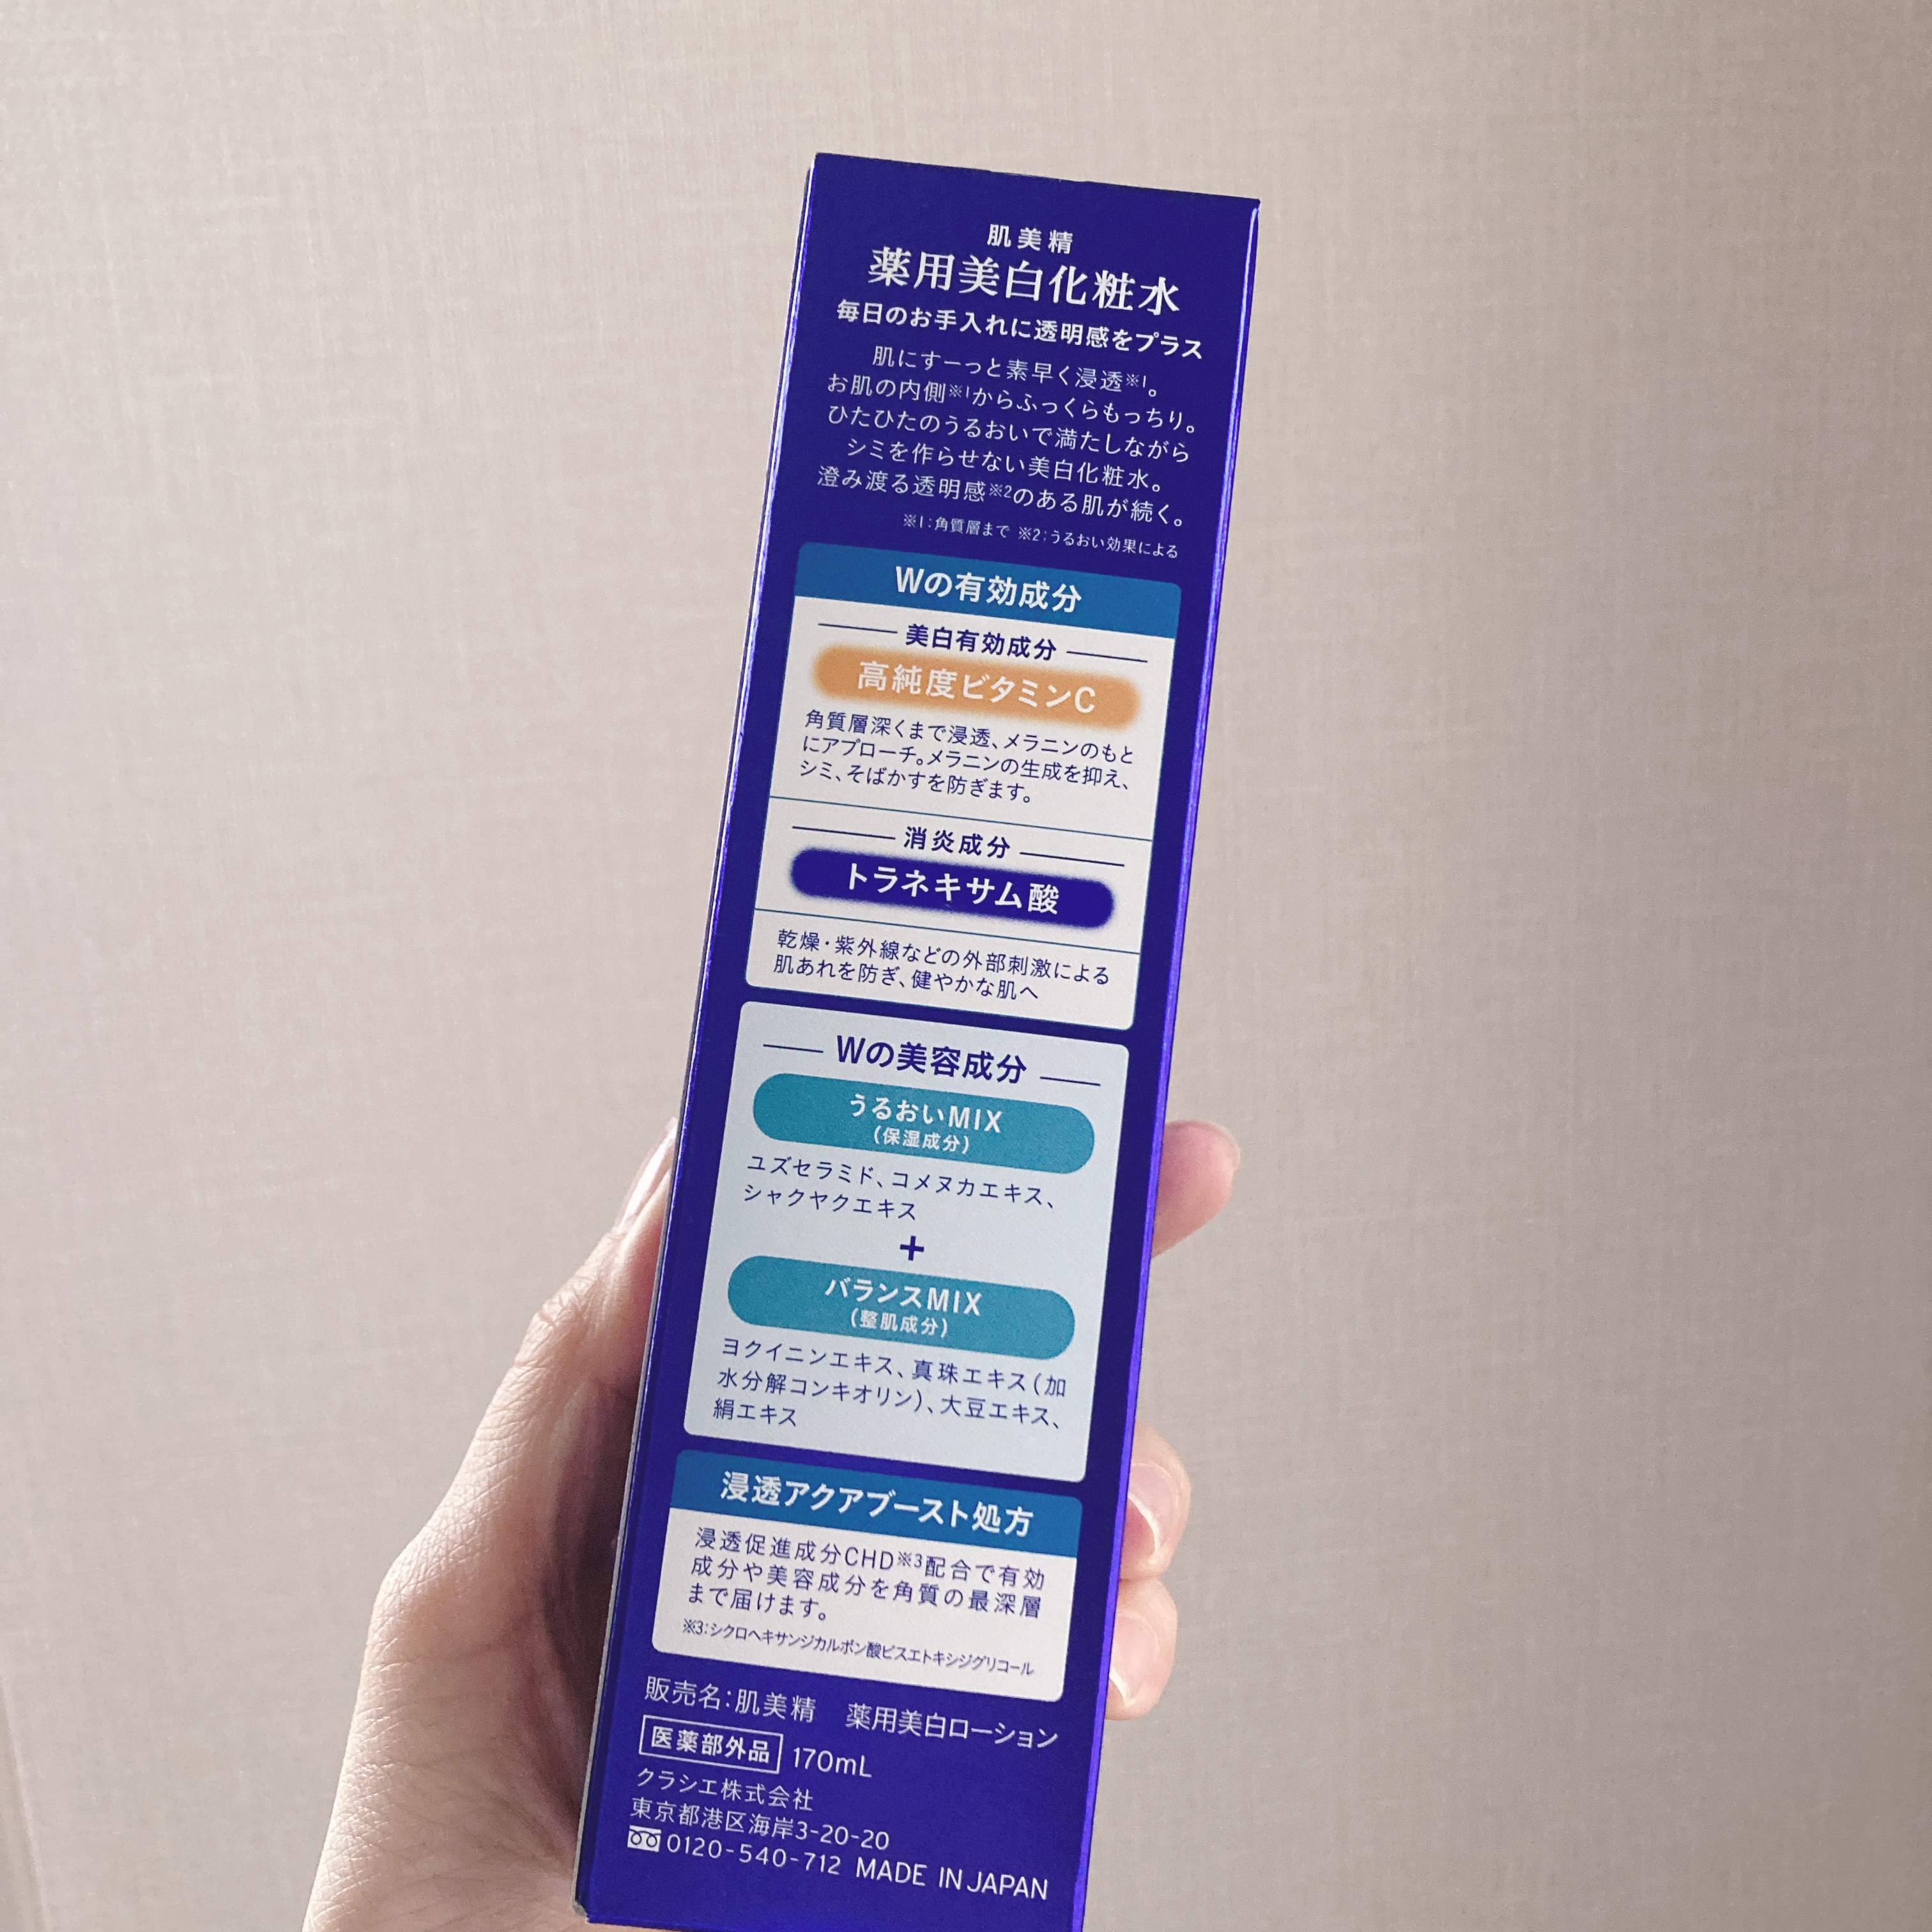 肌美精
薬用美白化粧水
毎日のお手入れに透明感をプラス
肌にすーっと素早く浸透※1。
お肌の内側※1からふっくらもっちり。
ひたひたのうるおいで満たしながら
シミを作らせない美白化粧水。
澄み渡る透明感※2のある肌が続く。
※1:角質層まで ※2:うるおい効果による
Wの有効成分
美白有効成分
高純度ビタミンC
角質層深くまで浸透、メラニンのもと
にアプローチ。メラニンの生成を抑え、
シミ、そばかすを防ぎます。
消炎成分
トラネキサム酸
乾燥・紫外線などの外部刺激による
肌あれを防ぎ、健やかな肌へ
Wの美容成分
うるおいMIX
(保湿成分)
ユズセラミド、コメヌカエキス、
シャクヤクエキス
+
バランスMIX
(整肌成分)
ヨクイニンエキス、真珠エキス(加
水分解コンキオリン)、大豆エキス、
絹エキス
浸透アクアブースト処方
浸透促進成分CHD※3配合で有効
成分や美容成分を角質の最深層
まで届けます。
※3:シクロヘキサンジカルボン酸ビスエトキシジグリコール
販売名:肌美精 薬用美白ローション
医薬部外品 170mL
クラシエ株式会社
東京都港区海岸3-20-20
0120-540-712 MADE IN JAPAN